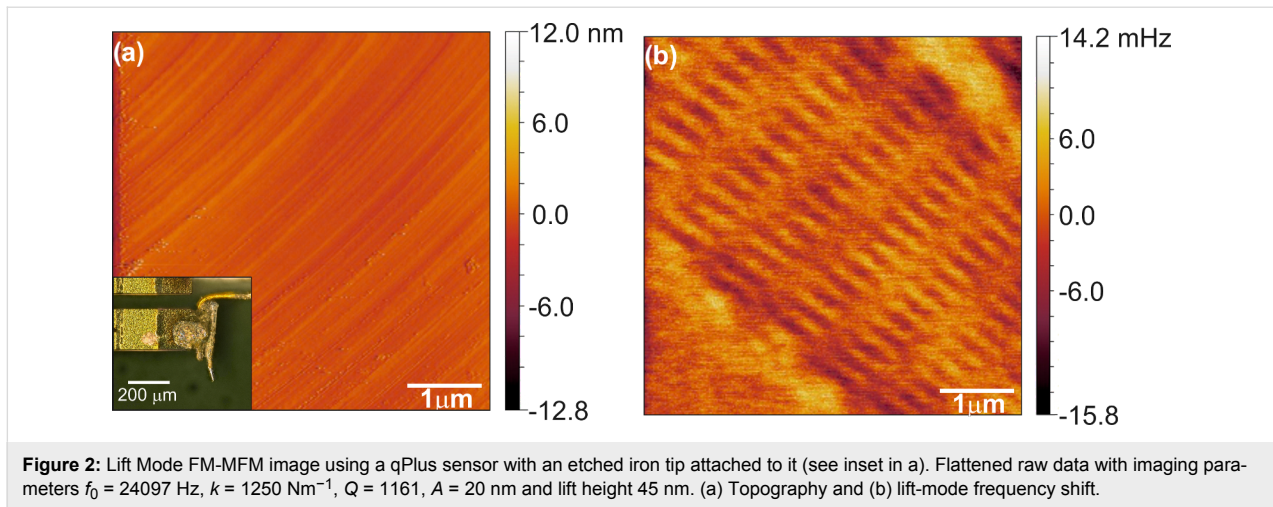 (a)
12.0 nm
6.0
0.0
-6.0
-12.8
200 μm
1μm
(b)
14.2 mHz
6.0
0.0
-6.0
-15.8
1μm
Figure 2: Lift Mode FM-MFM image using a qPlus sensor with an etched iron tip attached to it (see inset in a). Flattened raw data with imaging para-
meters f₀ = 24097 Hz, k = 1250 Nm⁻¹, Q = 1161, A = 20 nm and lift height 45 nm. (a) Topography and (b) lift-mode frequency shift.